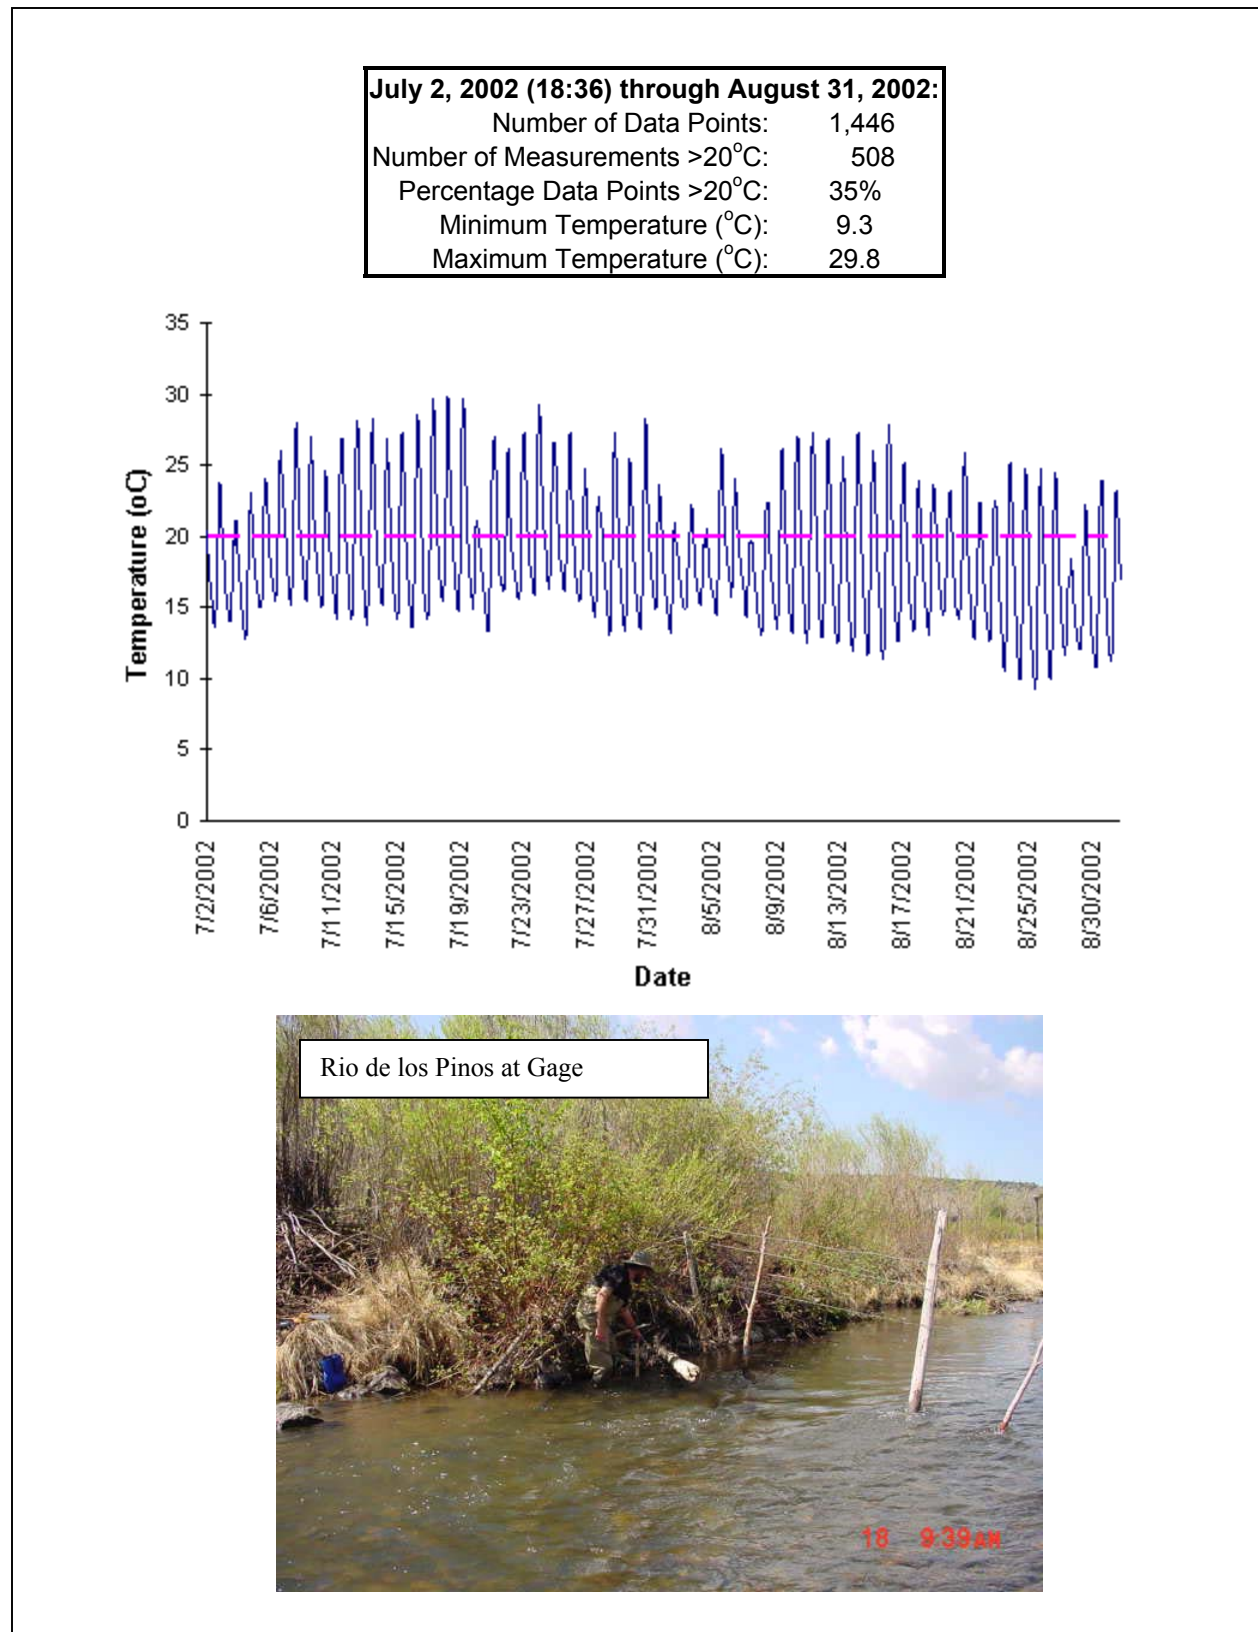 July 2, 2002 (18:36) through August 31, 2002:
Number of Data Points: 1,446
Number of Measurements >20°C: 508
Percentage Data Points >20°C: 35%
Minimum Temperature (°C): 9.3
Maximum Temperature (°C): 29.8
35
30
25
20
15
10
5
0
Temperature (oC)
7/2/2002
7/6/2002
7/11/2002
7/15/2002
7/19/2002
7/23/2002
7/27/2002
7/31/2002
8/5/2002
8/9/2002
8/13/2002
8/17/2002
8/21/2002
8/25/2002
8/30/2002
Date
Rio de los Pinos at Gage
18 9:39AM